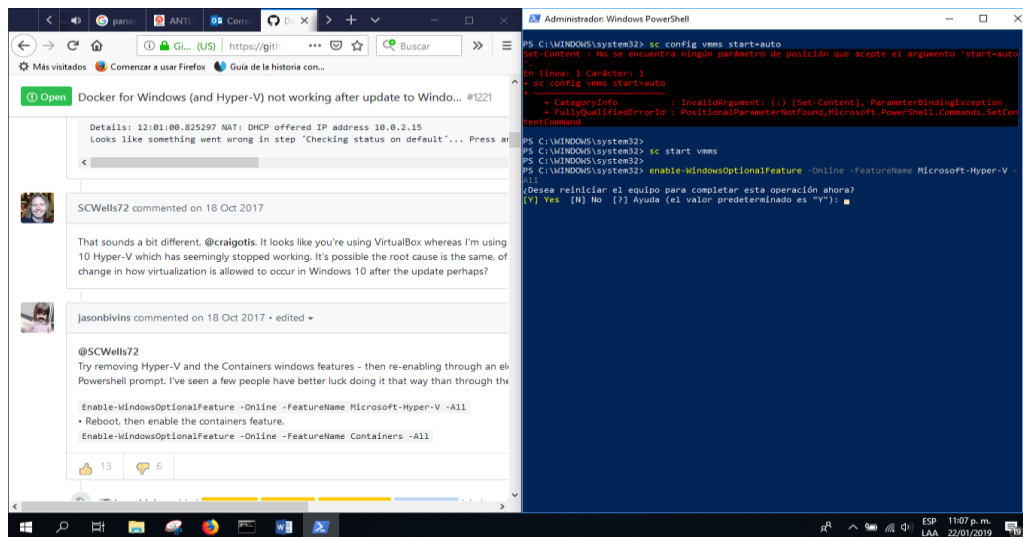 parse
ANTL
Corre
Do
Gi... (US)
https://gith
Buscar
Más visitados
Comenzar a usar Firefox
Guía de la historia con...
Open
Docker for Windows (and Hyper-V) not working after update to Windo... #1221
Details: 12:01:00.825297 NAT: DHCP offered IP address 10.0.2.15
Looks like something went wrong in step ´Checking status on default´... Press an
SCWells72 commented on 18 Oct 2017
That sounds a bit different, @craigotis. It looks like you're using VirtualBox whereas I'm using
10 Hyper-V which has seemingly stopped working. It's possible the root cause is the same, of
change in how virtualization is allowed to occur in Windows 10 after the update perhaps?
jasonbivins commented on 18 Oct 2017 • edited
@SCWells72
Try removing Hyper-V and the Containers windows features - then re-enabling through an ele
Powershell prompt. I've seen a few people have better luck doing it that way than through the
Enable-WindowsOptionalFeature -Online -FeatureName Microsoft-Hyper-V -All
• Reboot, then enable the containers feature.
Enable-WindowsOptionalFeature -Online -FeatureName Containers -All
13
6
Administrador: Windows PowerShell
PS C:\WINDOWS\system32> sc config vmms start=auto
Set-Content : No se encuentra ningún parámetro de posición que acepte el argumento 'start=auto
'.
En línea: 1 Carácter: 1
+ sc config vmms start=auto
+ ~~~~~~~~~~~~~~~~~~~~~~~~~
+ CategoryInfo : InvalidArgument: (:) [Set-Content], ParameterBindingException
+ FullyQualifiedErrorId : PositionalParameterNotFound,Microsoft.PowerShell.Commands.SetCon
tentCommand
PS C:\WINDOWS\system32>
PS C:\WINDOWS\system32> sc start vmms
PS C:\WINDOWS\system32>
PS C:\WINDOWS\system32> enable-WindowsOptionalFeature -Online -FeatureName Microsoft-Hyper-V -
All
¿Desea reiniciar el equipo para completar esta operación ahora?
[Y] Yes [N] No [?] Ayuda (el valor predeterminado es "Y"):
ESP
LAA
11:07 p. m.
22/01/2019
19